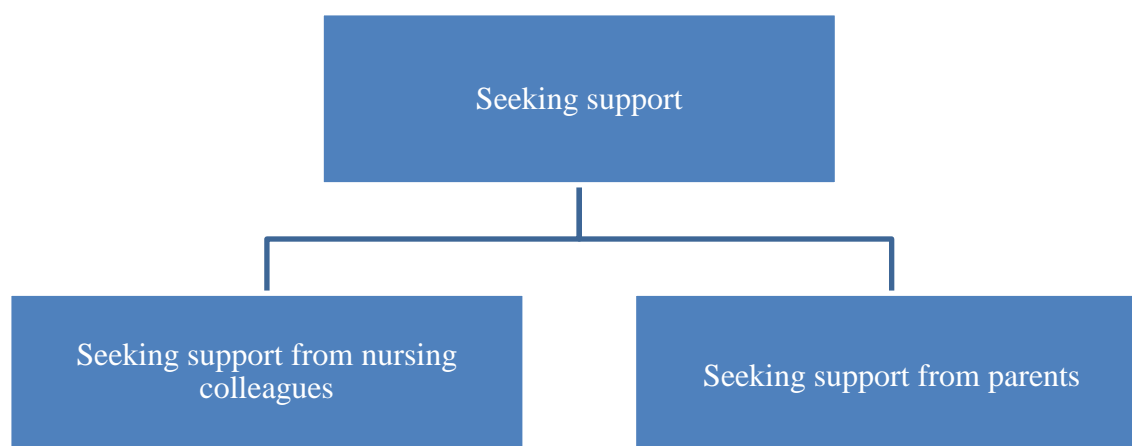 Seeking support
Seeking support from nursing
colleagues
Seeking support from parents